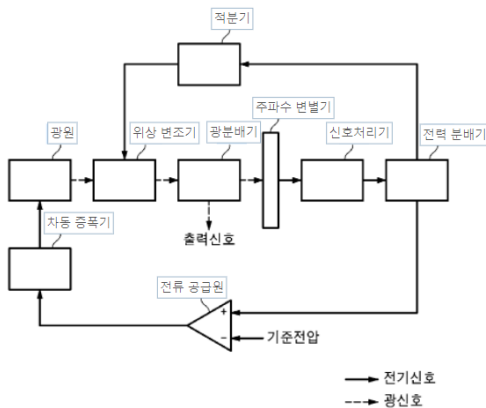 적분기
주파수 변별기
광원
위상 변조기
광분배기
신호처리기
전력 분배기
차동 증폭기
출력신호
전류 공급원
+
−
기준전압
전기신호
광신호